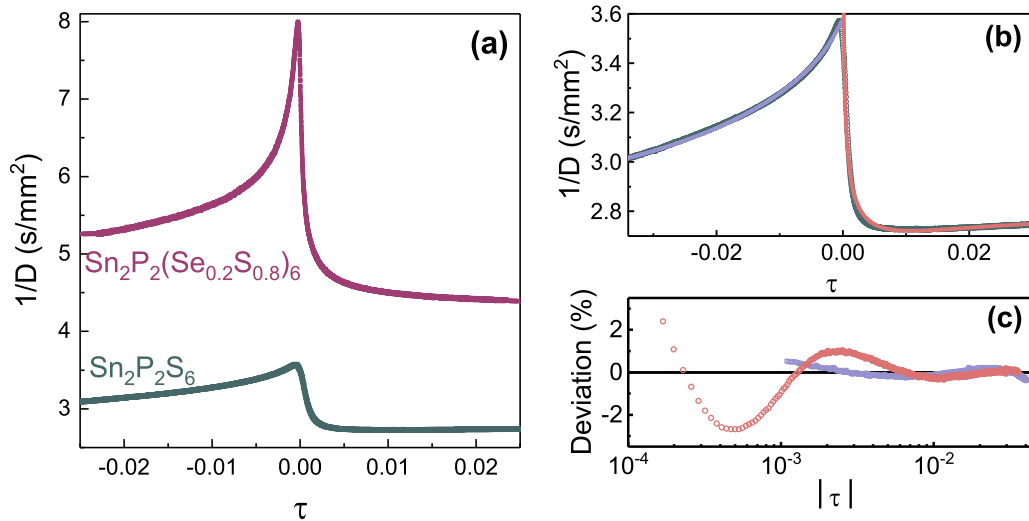 (a)
8
7
6
5
4
3
1/D (s/mm²)
Sn₂P₂(Se₀.₂S₀.₈)₆
Sn₂P₂S₆
-0.02 -0.01 0.00 0.01 0.02
τ
(b)
3.6
3.4
3.2
3.0
2.8
1/D (s/mm²)
-0.02 0.00 0.02
τ
(c)
2
0
-2
Deviation (%)
10⁻⁴ 10⁻³ 10⁻²
|τ|